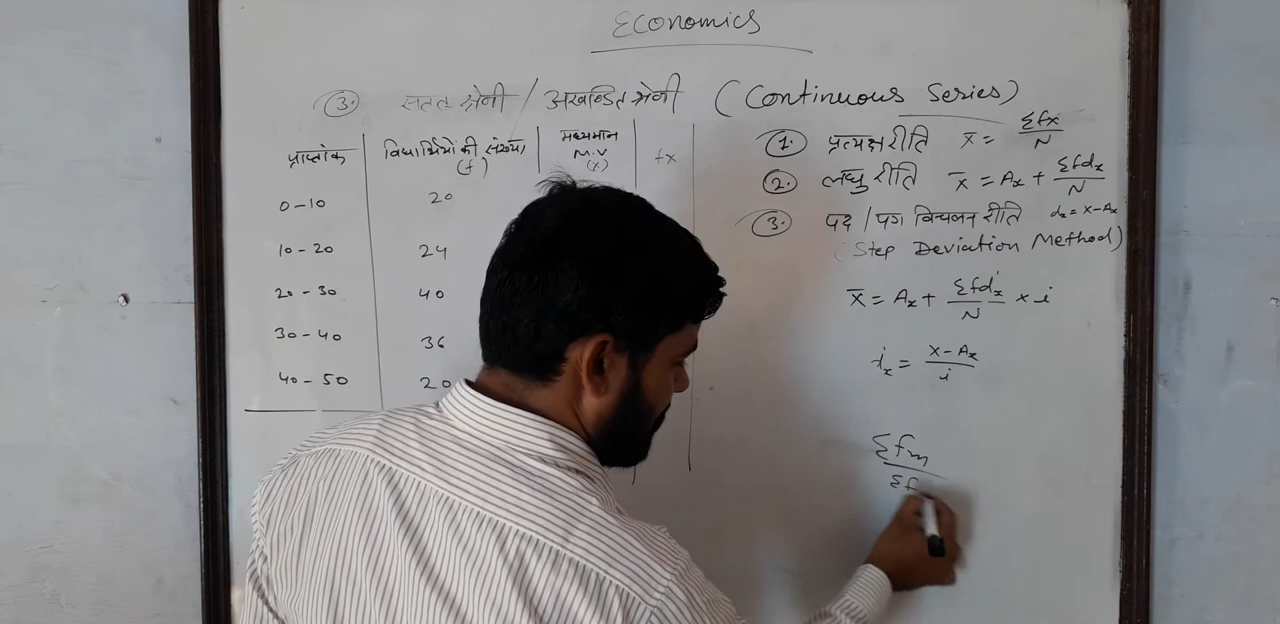 Economics
③. सतत श्रेणी / अखण्डित श्रेणी (Continuous Series)
प्राप्तांक
विद्यार्थियों की संख्या
(f)
मध्यमान
M.V
(x)
fx
0-10 20
10-20 24
20-30 40
30-40 36
40-50 20
①. प्रत्यक्ष रीति x̄ = Σfx/N
②. लघु रीति x̄ = Ax + Σfdx/N
③. पद / पग विचलन रीति dx = x-Ax
(Step Deviation Method)
x̄ = Ax + Σfd'x/N × i
d'x = x-Ax/i
Σfm/Σf